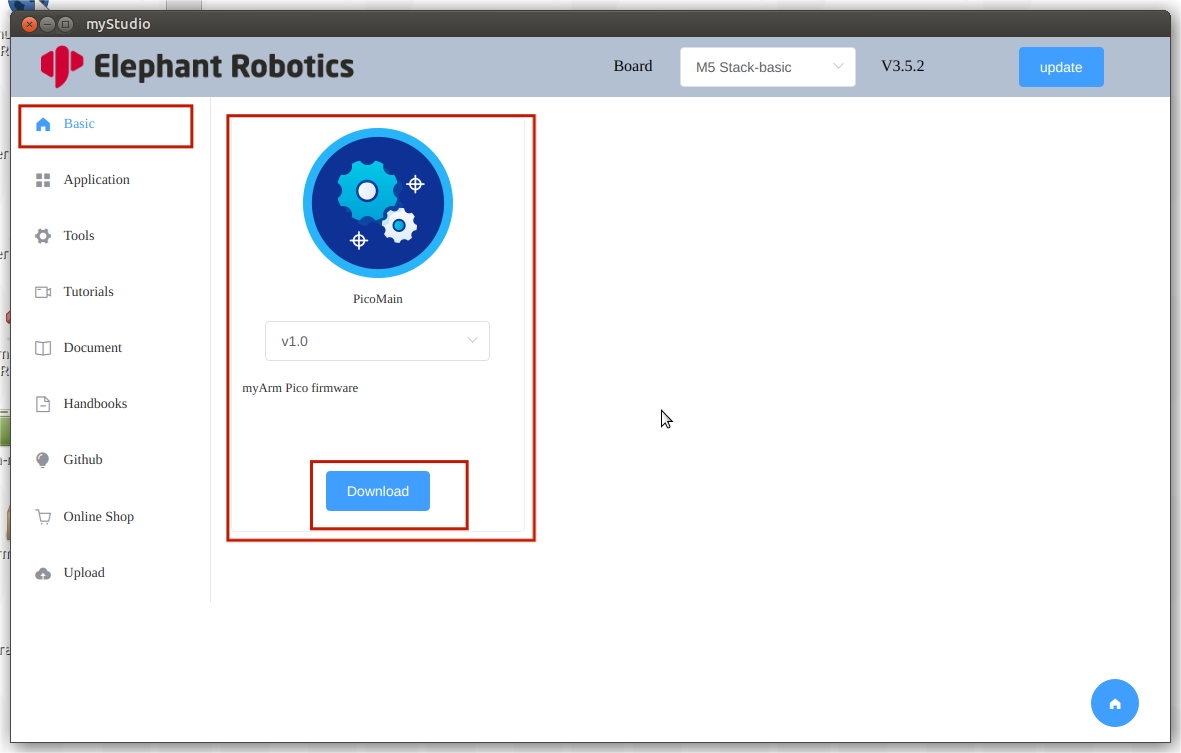 myStudio
Elephant Robotics
Board
M5 Stack-basic
V3.5.2
update
Basic
Application
Tools
Tutorials
Document
Handbooks
Github
Online Shop
Upload
PicoMain
v1.0
myArm Pico firmware
Download